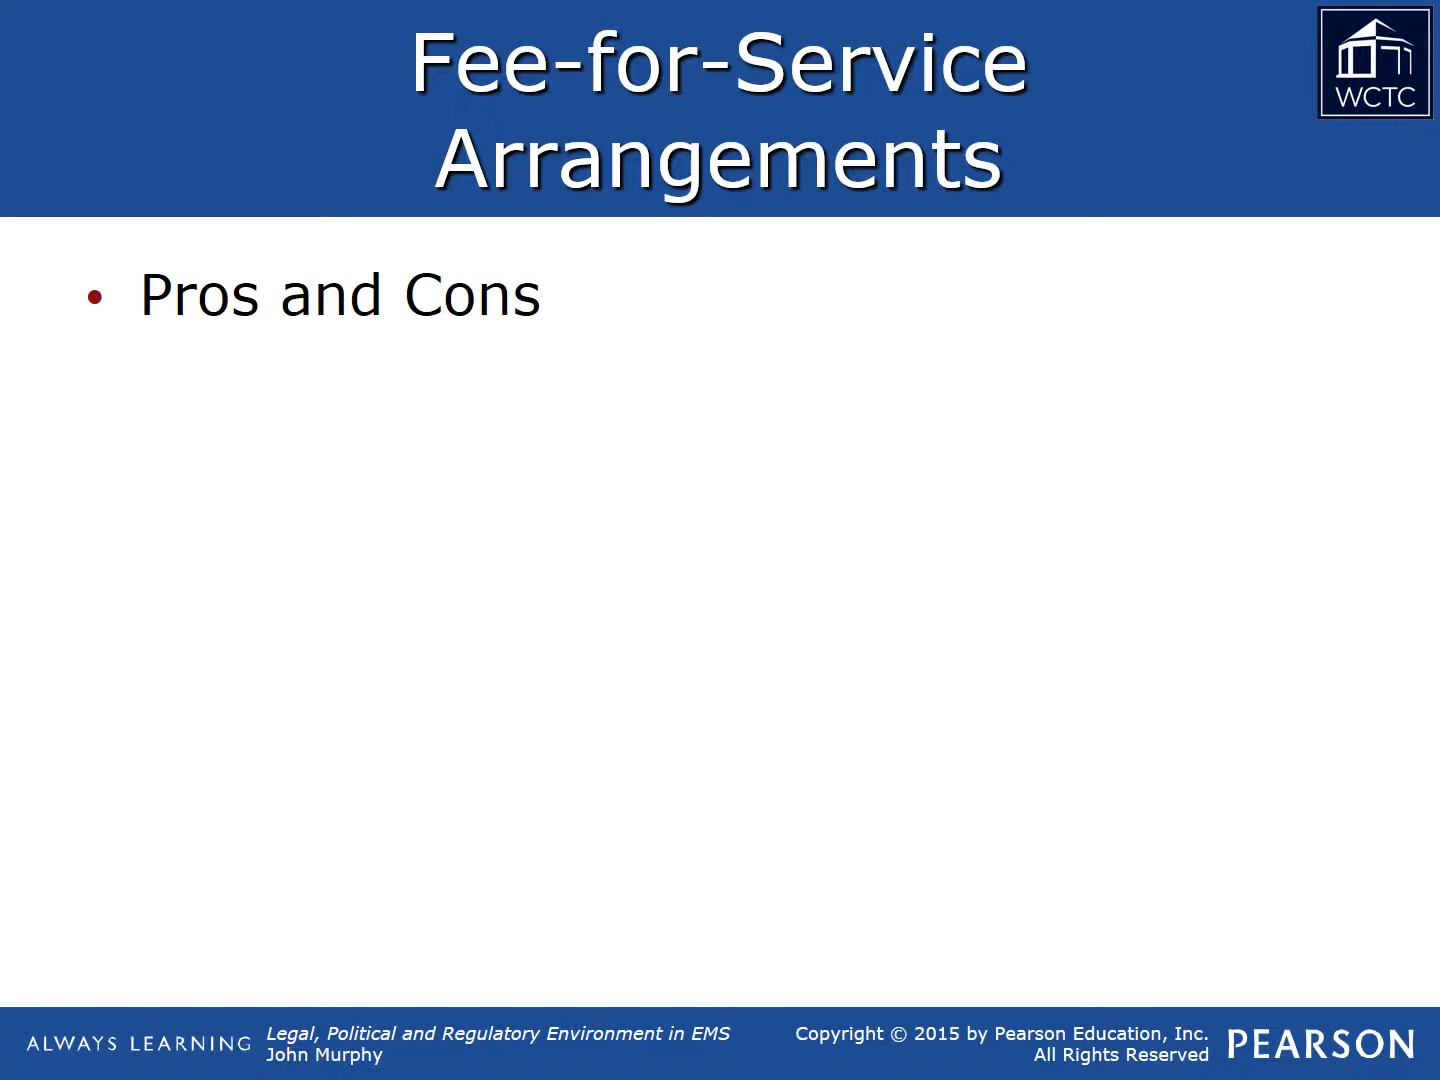 Fee-for-Service
Arrangements
WCTC
• Pros and Cons
ALWAYS LEARNING
Legal, Political and Regulatory Environment in EMS
John Murphy
Copyright © 2015 by Pearson Education, Inc.
All Rights Reserved
PEARSON